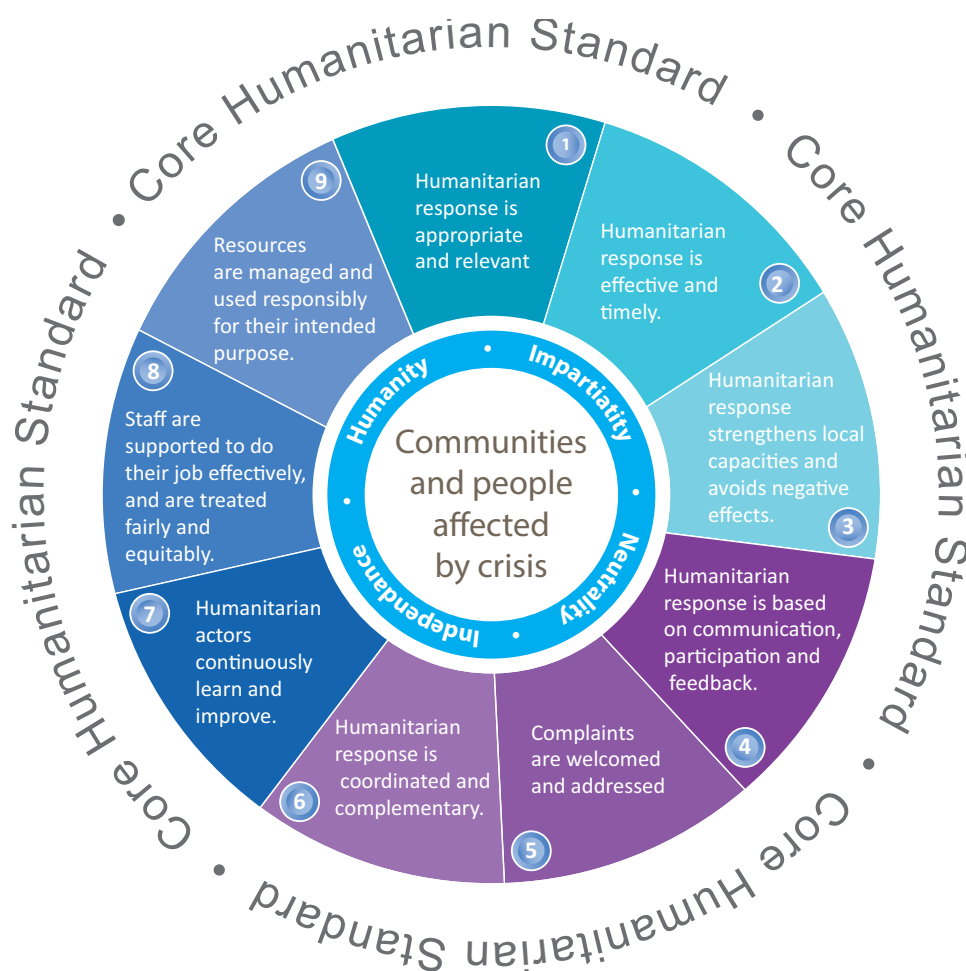 Core Humanitarian Standard •
Core Humanitarian Standard •
Core Humanitarian Standard •
Core Humanitarian Standard •
1
Humanitarian
response is
appropriate
and relevant
2
Humanitarian
response is
effective and
timely.
3
Humanitarian
response
strengthens local
capacities and
avoids negative
effects.
4
Humanitarian
response is based
on communication,
participation and
feedback.
5
Complaints
are welcomed
and addressed
6
Humanitarian
response is
coordinated and
complementary.
7
Humanitarian
actors
continuously
learn and
improve.
8
Staff are
supported to do
their job effectively,
and are treated
fairly and
equitably.
9
Resources
are managed and
used responsibly
for their intended
purpose.
Humanity • Impartiatity • Neutrality • Independance •
Communities
and people
affected
by crisis